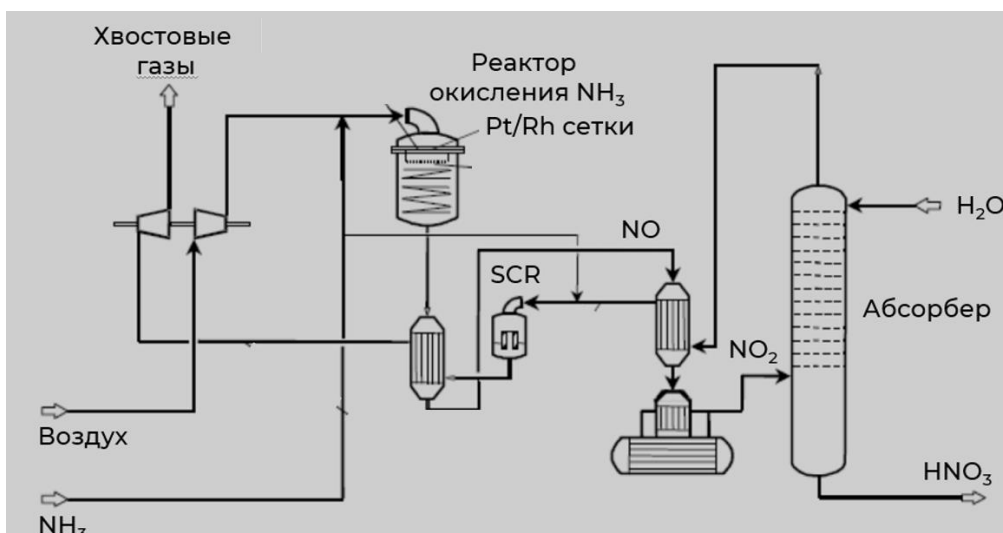 Хвостовые
газы
Реактор
окисления NH₃
Pt/Rh сетки
NO
H₂O
SCR
Абсорбер
NO₂
Воздух
HNO₃
NH₃